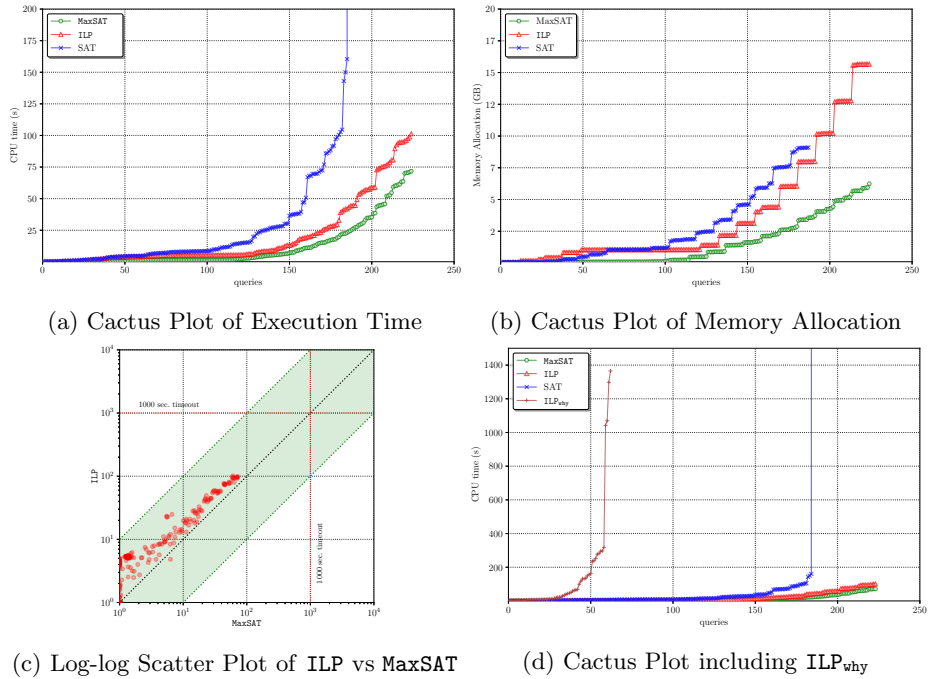 200
175
150
125
100
75
50
25
CPU time (s)
MaxSAT
ILP
SAT
0
50
100
150
200
250
queries
(a) Cactus Plot of Execution Time
20
17
15
12
10
7
5
2
Memory Allocation (GB)
MaxSAT
ILP
SAT
0
50
100
150
200
250
queries
(b) Cactus Plot of Memory Allocation
10^4
10^3
10^2
10^1
10^0
ILP
1000 sec. timeout
1000 sec. timeout
10^0
10^1
10^2
10^3
10^4
MaxSAT
(c) Log-log Scatter Plot of ILP vs MaxSAT
1400
1200
1000
800
600
400
200
CPU time (s)
MaxSAT
ILP
SAT
ILP_why
0
50
100
150
200
250
queries
(d) Cactus Plot including ILP_why